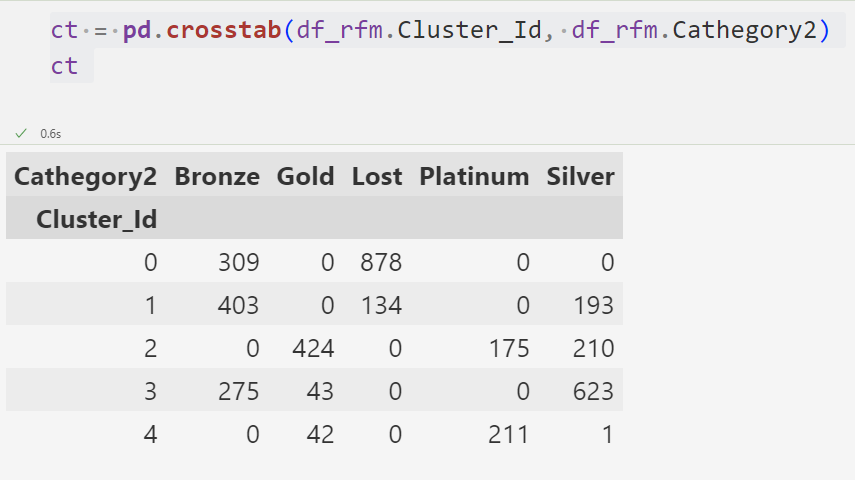 ct = pd.crosstab(df_rfm.Cluster_Id, df_rfm.Cathegory2)
ct
✓ 0.6s
Cathegory2 Bronze Gold Lost Platinum Silver
Cluster_Id
0 309 0 878 0 0
1 403 0 134 0 193
2 0 424 0 175 210
3 275 43 0 0 623
4 0 42 0 211 1